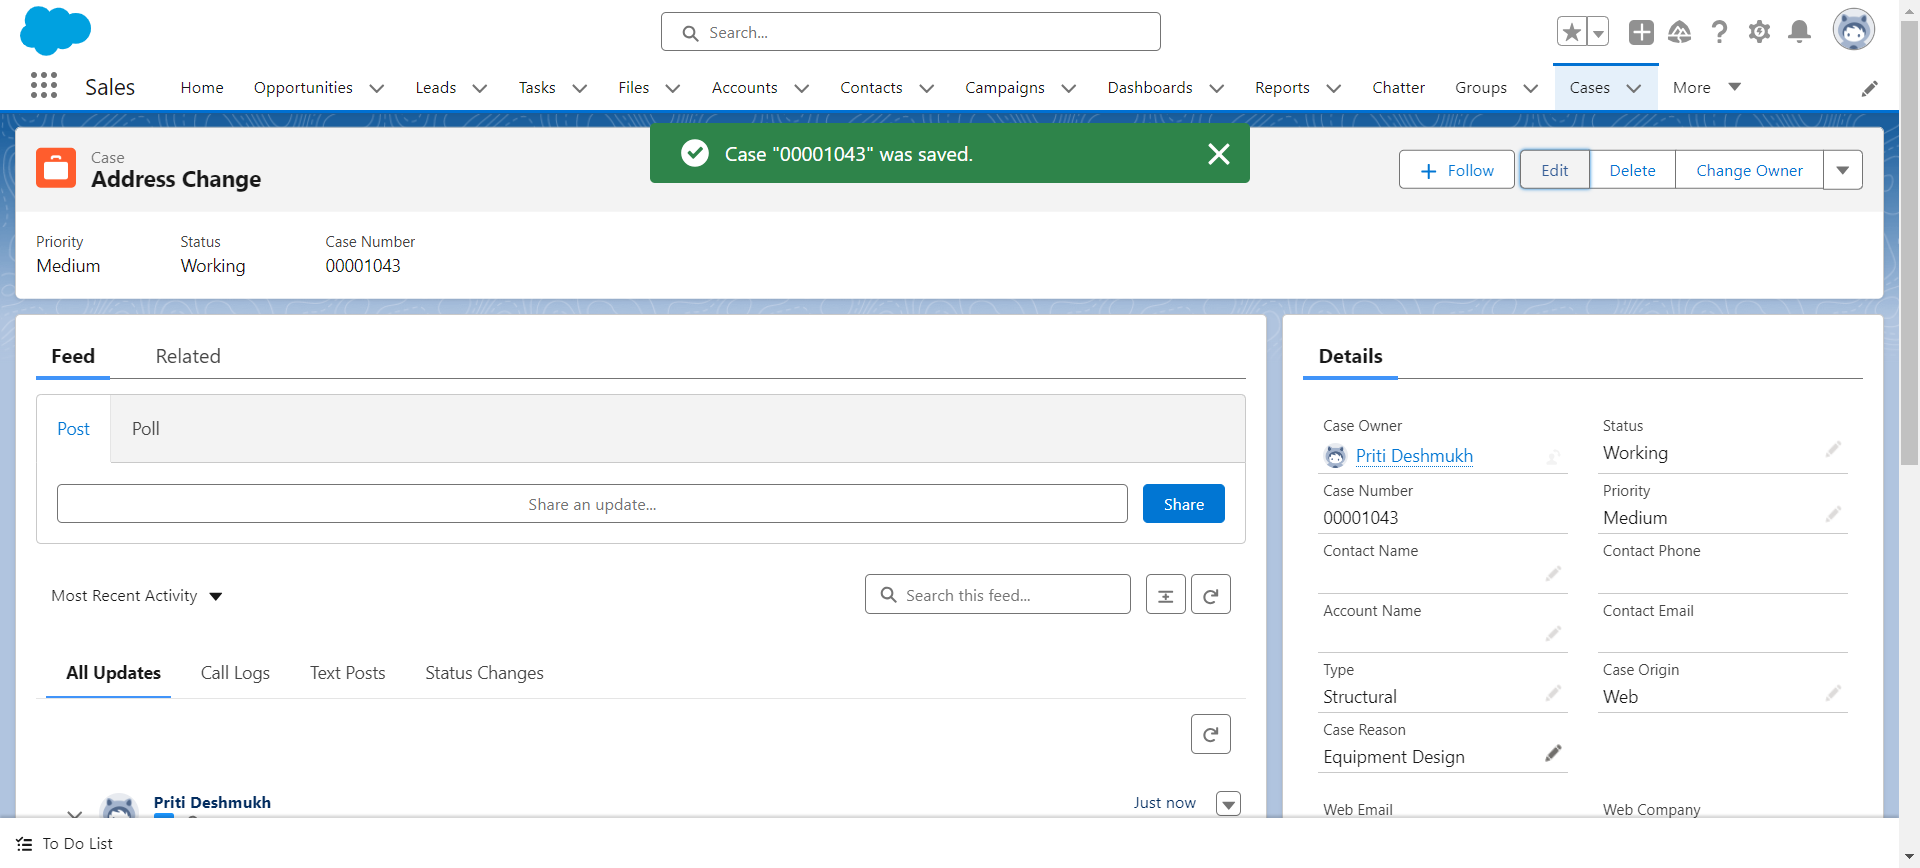 Search...
Sales
Home
Opportunities
Leads
Tasks
Files
Accounts
Contacts
Campaigns
Dashboards
Reports
Chatter
Groups
Cases
More
Case "00001043" was saved.
Case
Address Change
Follow
Edit
Delete
Change Owner
Priority
Medium
Status
Working
Case Number
00001043
Feed
Related
Post
Poll
Share an update...
Share
Most Recent Activity
Search this feed...
All Updates
Call Logs
Text Posts
Status Changes
Priti Deshmukh
Just now
Details
Case Owner
Priti Deshmukh
Status
Working
Case Number
00001043
Priority
Medium
Contact Name
Contact Phone
Account Name
Contact Email
Type
Structural
Case Origin
Web
Case Reason
Equipment Design
Web Email
Web Company
To Do List